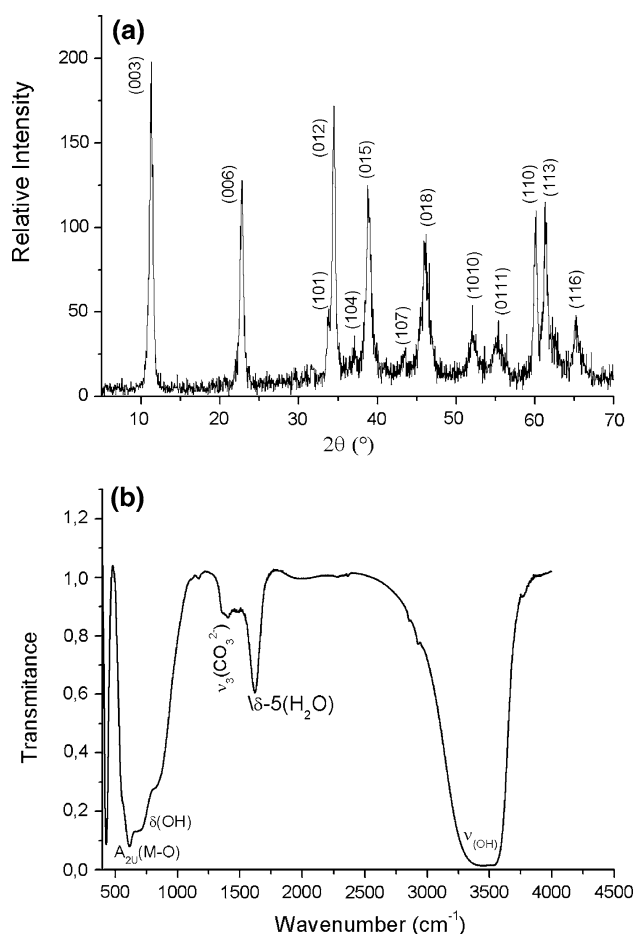 (a)
Relative Intensity
200
150
100
50
0
(003)
(006)
(101)
(012)
(104)
(015)
(107)
(018)
(1010)
(0111)
(110)
(113)
(116)
10 20 30 40 50 60 70
2θ (°)
(b)
Transmitance
1,2
1,0
0,8
0,6
0,4
0,2
0,0
ν₃(CO₃²⁻)
\δ-5(H₂O)
δ(OH)
A₂U(M-O)
ν(OH)
500 1000 1500 2000 2500 3000 3500 4000 4500
Wavenumber (cm⁻¹)